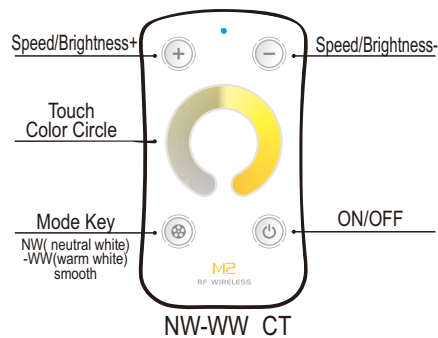 Speed/Brightness+
Speed/Brightness-
Touch
Color Circle
Mode Key
NW( neutral white)
-WW(warm white)
smooth
ON/OFF
M2
RF WIRELESS
NW-WW CT